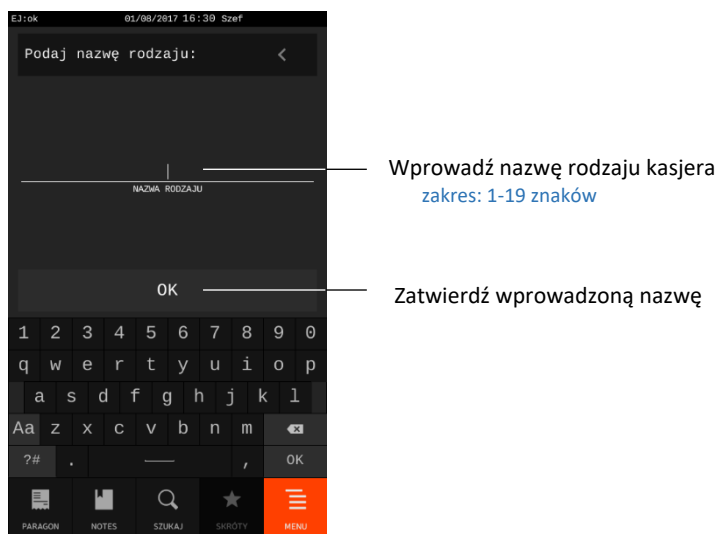 EJ:ok 01/08/2017 16:30 Szef
Podaj nazwę rodzaju: <
NAZWA RODZAJU
Wprowadź nazwę rodzaju kasjera
zakres: 1-19 znaków
OK
Zatwierdź wprowadzoną nazwę
1 2 3 4 5 6 7 8 9 0
q w e r t y u i o p
a s d f g h j k l
Aa z x c v b n m
?# . , OK
PARAGON NOTES SZUKAJ SKRÓTY MENU